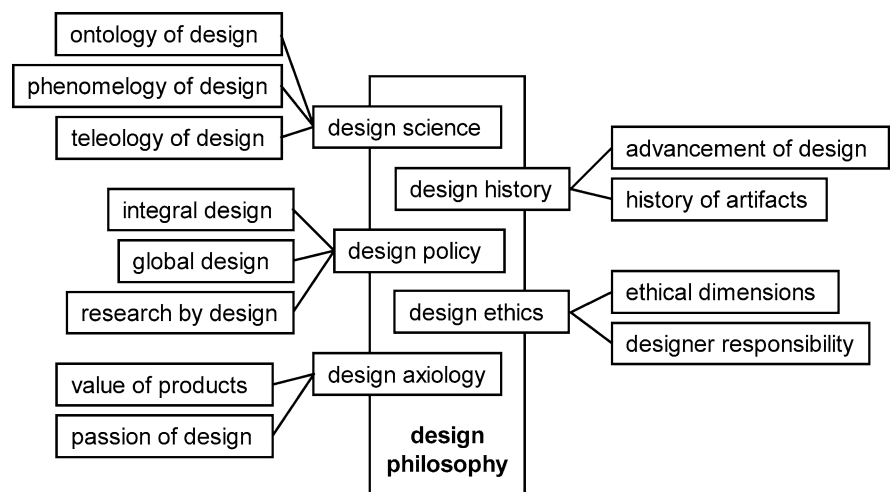 ontology of design
phenomelogy of design
teleology of design
design science
advancement of design
design history
history of artifacts
integral design
design policy
global design
research by design
ethical dimensions
design ethics
designer responsibility
design axiology
value of products
passion of design
design
philosophy